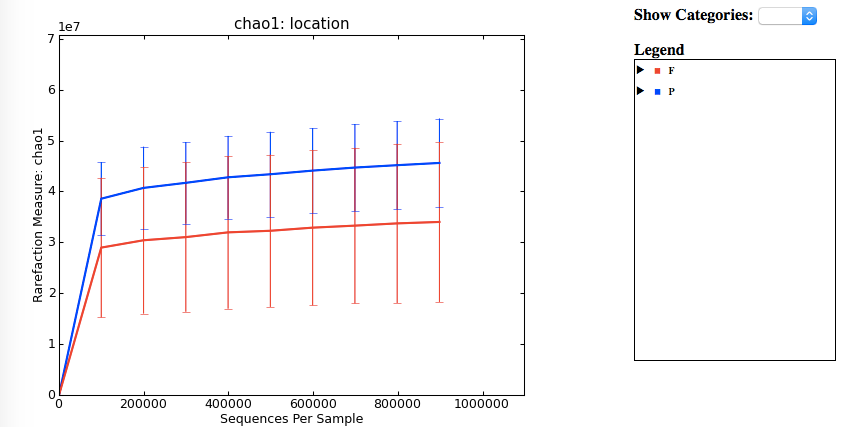 chao1: location
1e7
7
6
5
4
3
2
1
0
Rarefaction Measure: chao1
0 200000 400000 600000 800000 1000000
Sequences Per Sample
Show Categories:
Legend
F
P